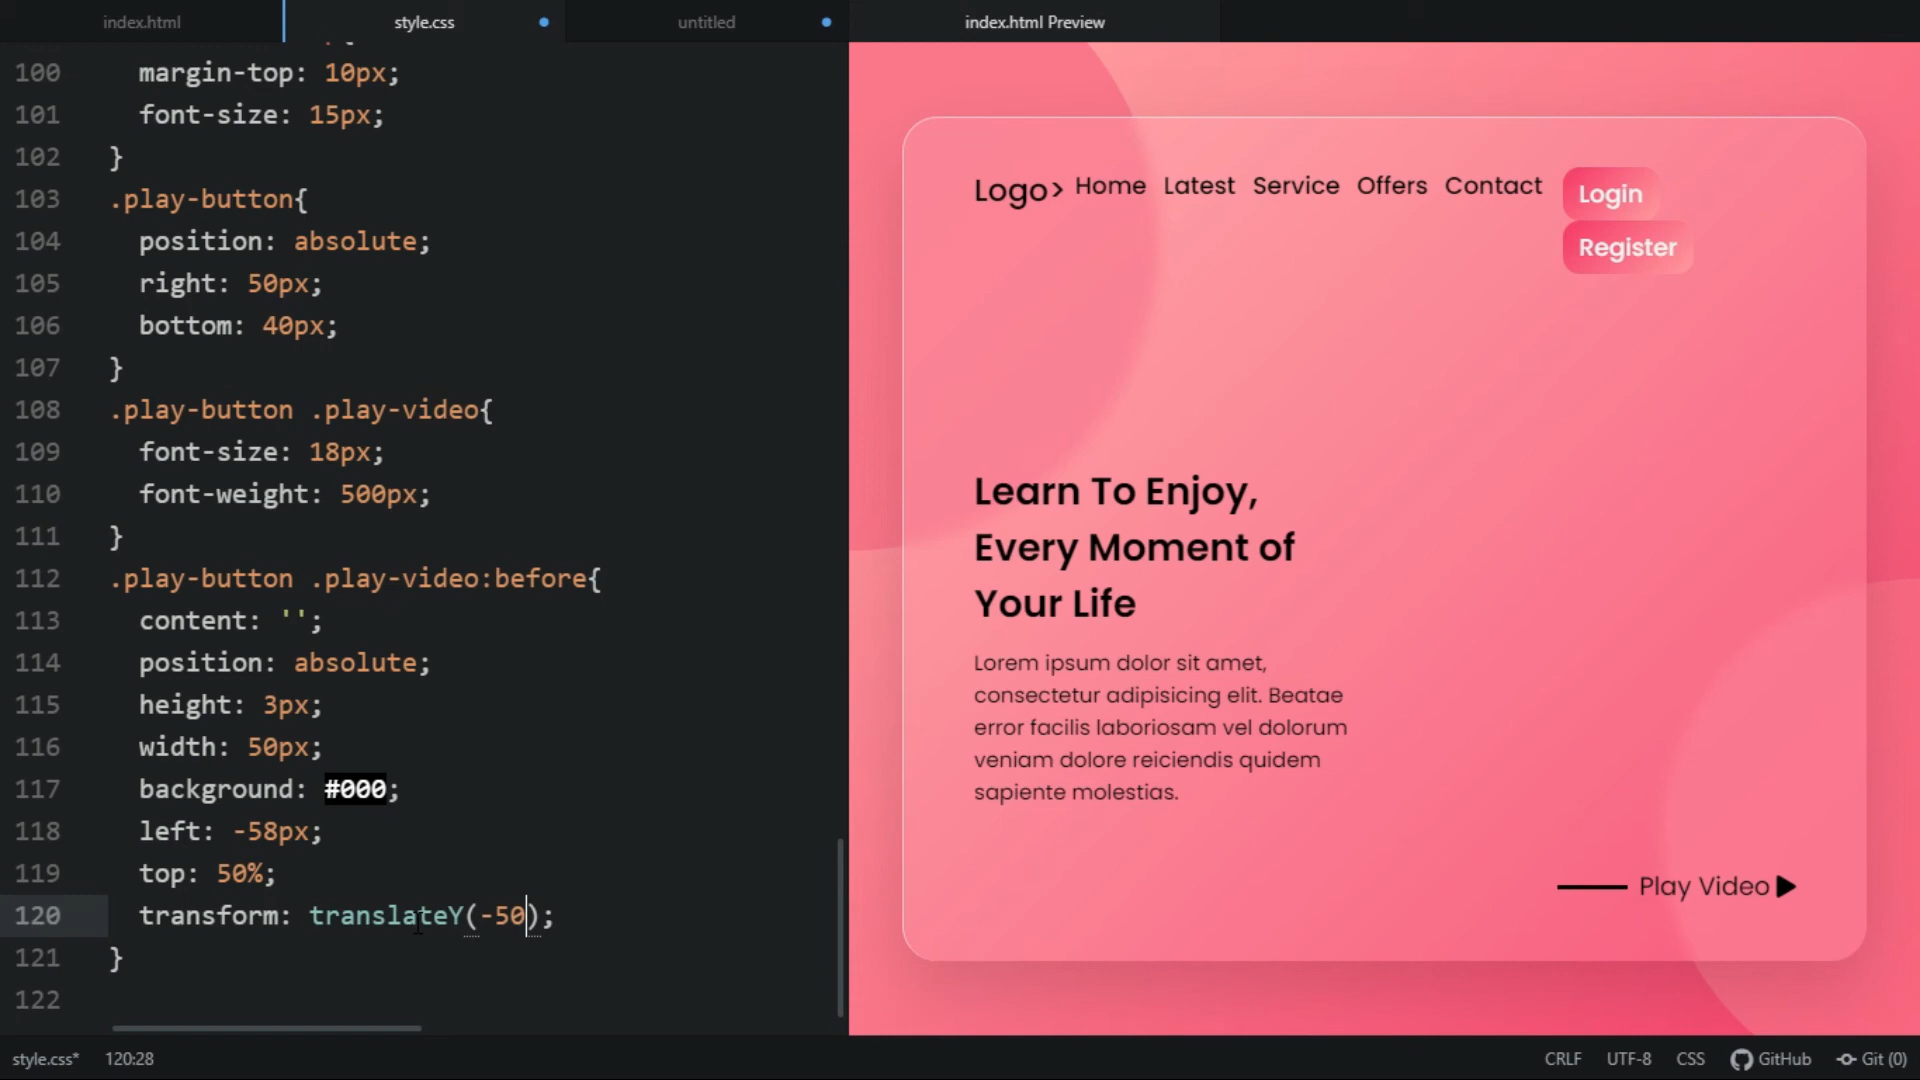 index.html
style.css
untitled
index.html Preview
100 margin-top: 10px;
101 font-size: 15px;
102 }
103 .play-button{
104 position: absolute;
105 right: 50px;
106 bottom: 40px;
107 }
108 .play-button .play-video{
109 font-size: 18px;
110 font-weight: 500px;
111 }
112 .play-button .play-video:before{
113 content: '';
114 position: absolute;
115 height: 3px;
116 width: 50px;
117 background: #000;
118 left: -58px;
119 top: 50%;
120 transform: translateY(-50);
121 }
122
Logo> Home Latest Service Offers Contact Login
Register
Learn To Enjoy,
Every Moment of
Your Life
Lorem ipsum dolor sit amet,
consectetur adipisicing elit. Beatae
error facilis laboriosam vel dolorum
veniam dolore reiciendis quidem
sapiente molestias.
Play Video
style.css* 120:28
CRLF UTF-8 CSS GitHub Git (0)